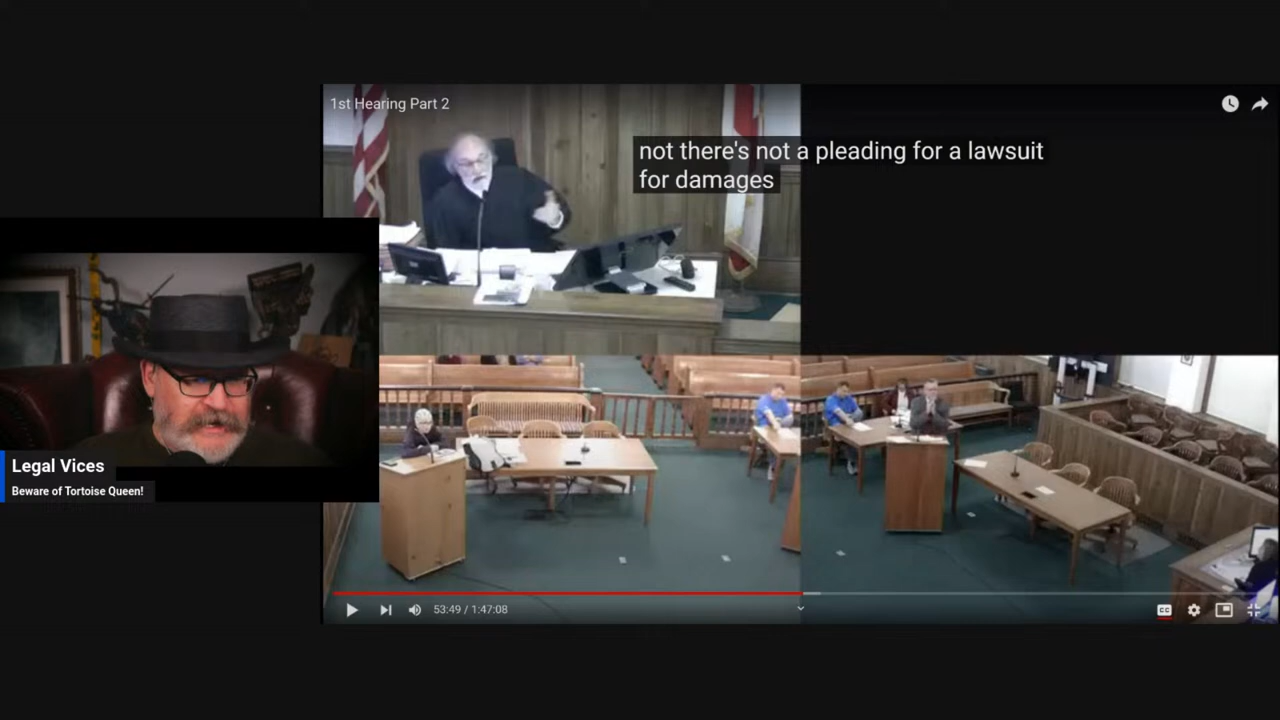 1st Hearing Part 2
not there's not a pleading for a lawsuit
for damages
Legal Vices
Beware of Tortoise Queen!
53:49 / 1:47:08
CC